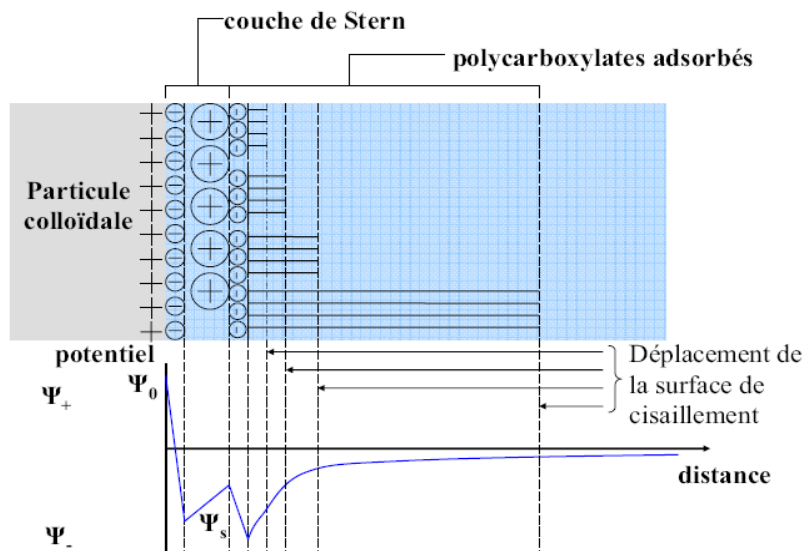 couche de Stern
polycarboxylates adsorbés
Particule
colloïdale
potentiel
Ψ+
Ψ0
Déplacement de
la surface de
cisaillement
distance
Ψs
Ψ-